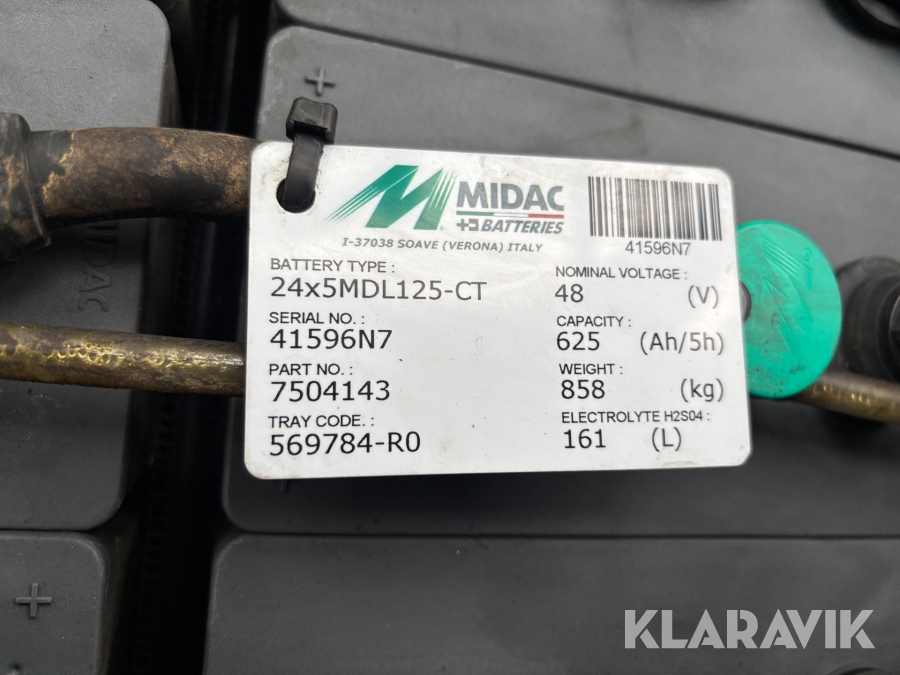 MIDAC
BATTERIES
I-37038 SOAVE (VERONA) ITALY
41596N7
BATTERY TYPE :
24x5MDL125-CT
NOMINAL VOLTAGE :
48 (V)
SERIAL NO. :
41596N7
CAPACITY :
625 (Ah/5h)
PART NO. :
7504143
WEIGHT :
858 (kg)
TRAY CODE. :
569784-R0
ELECTROLYTE H2S04 :
161 (L)
MIDAC
+
+
KLARAVIK